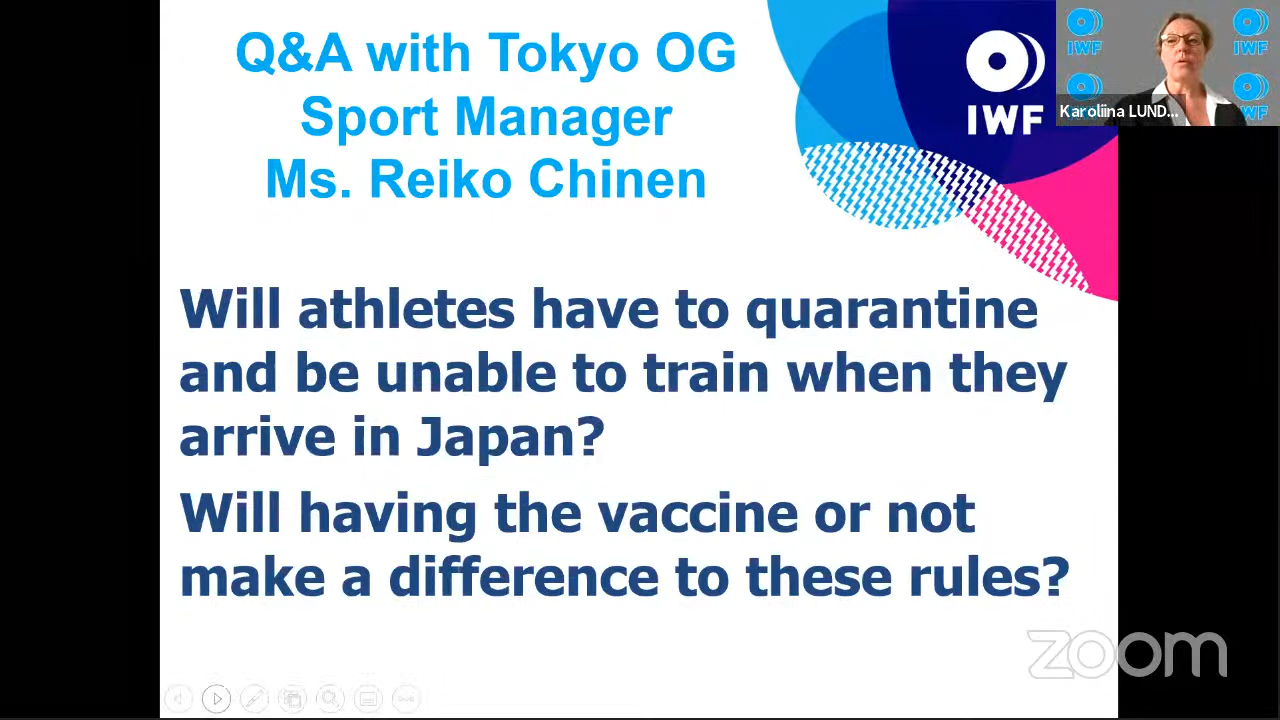 Q&A with Tokyo OG
Sport Manager
Ms. Reiko Chinen
IWF
IWF
IWF
IWF
Karoliina LUND...
Will athletes have to quarantine
and be unable to train when they
arrive in Japan?
Will having the vaccine or not
make a difference to these rules?
zoom